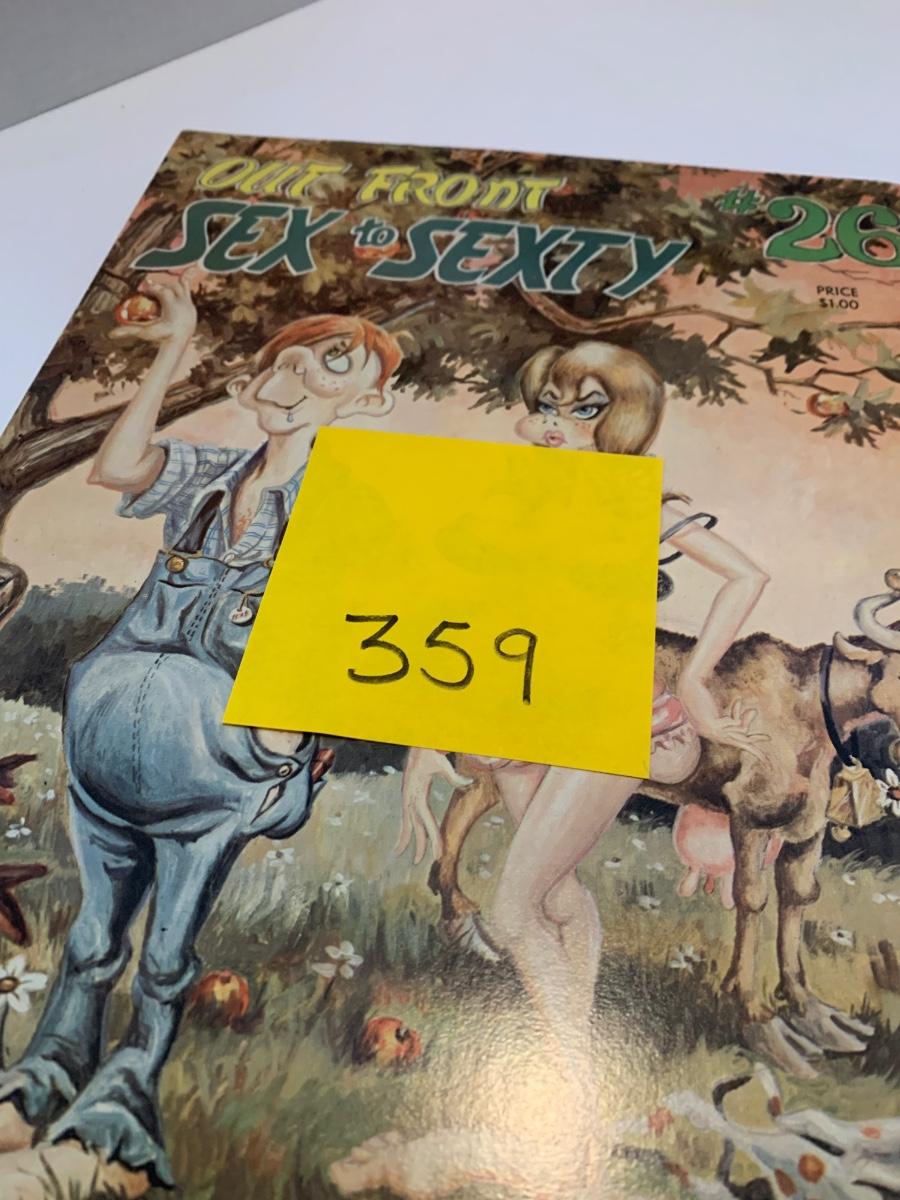 OUT FRONT
SEX to SEXTY
#26
PRICE
$1.00
359